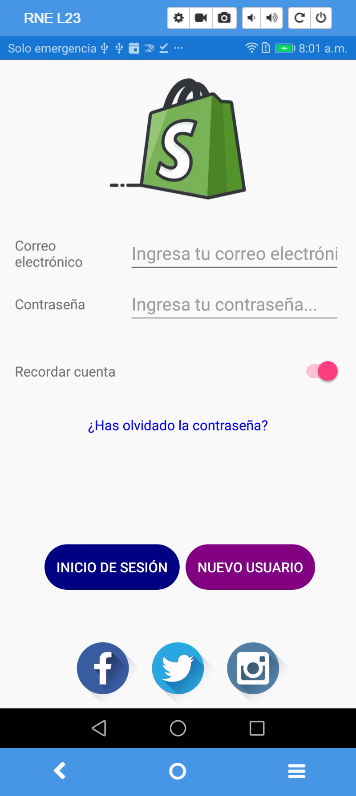 RNE L23
Solo emergencia ... 8:01 a.m.
S
Correo
electrónico
Ingresa tu correo electróni
Contraseña
Ingresa tu contraseña...
Recordar cuenta
¿Has olvidado la contraseña?
INICIO DE SESIÓN
NUEVO USUARIO
f